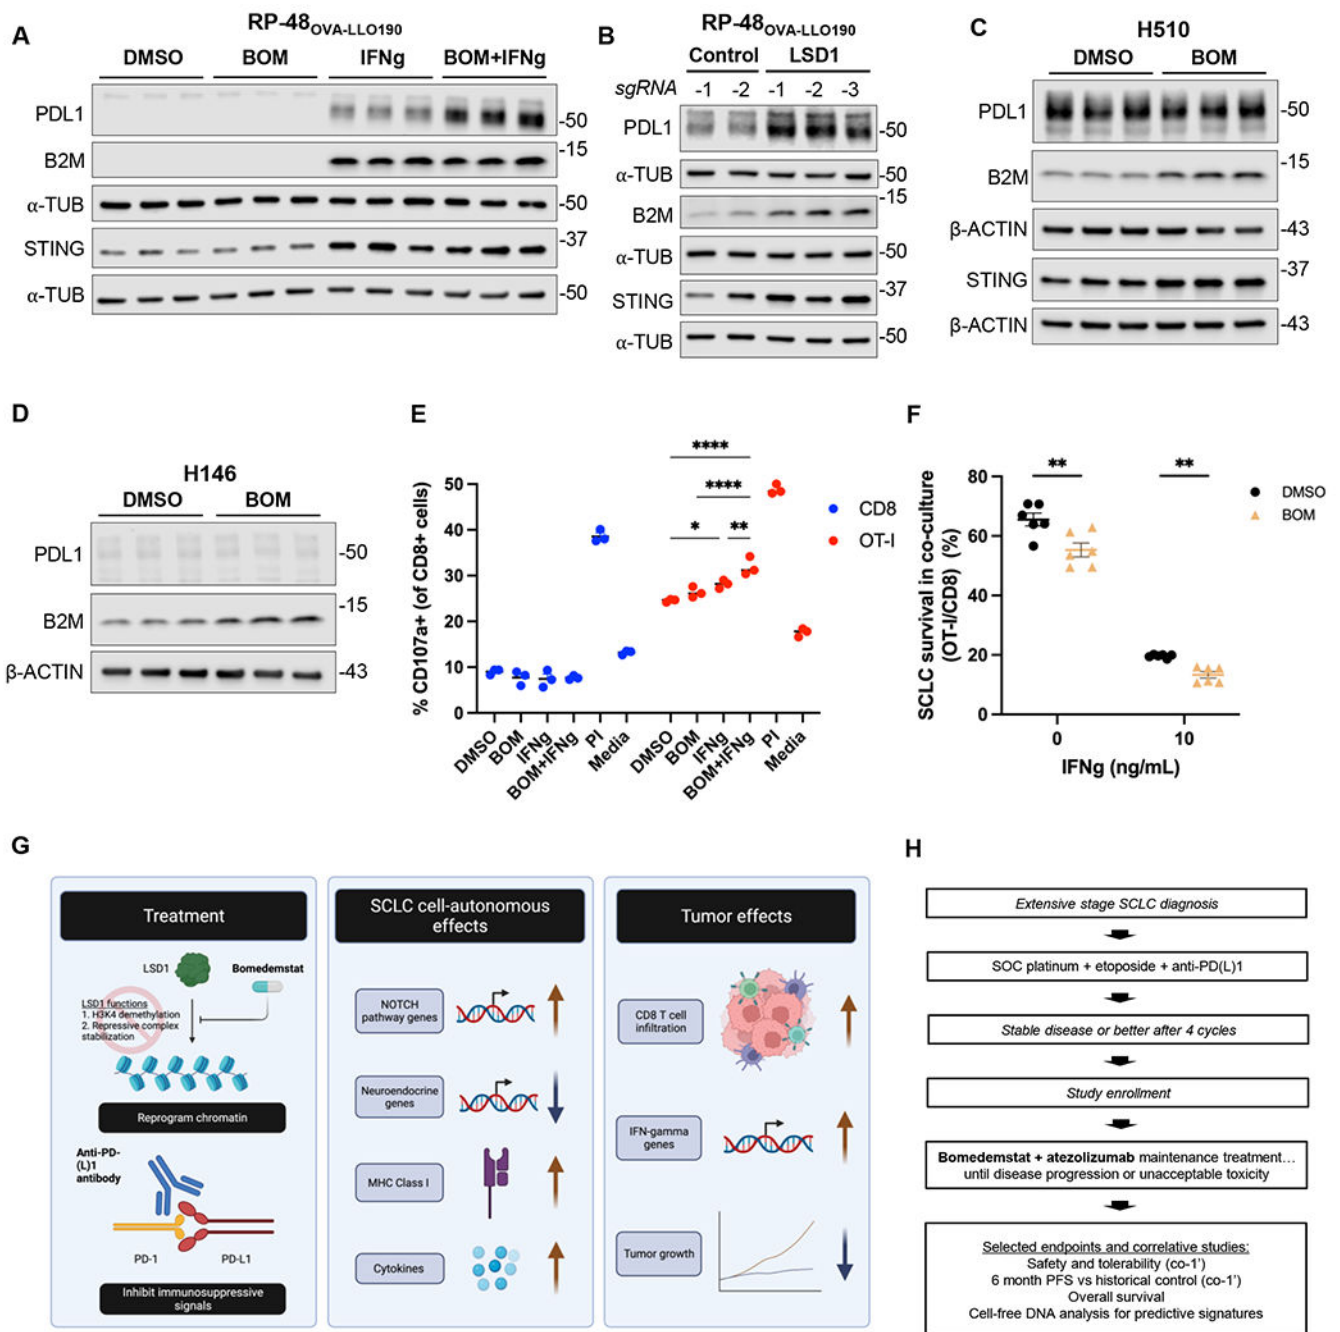 A
RP-48OVA-LLO190
DMSO BOM IFNg BOM+IFNg
PDL1 -50
B2M -15
α-TUB -50
STING -37
α-TUB -50
B
RP-48OVA-LLO190
Control LSD1
sgRNA -1 -2 -1 -2 -3
PDL1 -50
α-TUB -50
B2M -15
α-TUB -50
STING -37
α-TUB -50
C
H510
DMSO BOM
PDL1 -50
B2M -15
β-ACTIN -43
STING -37
β-ACTIN -43
D
H146
DMSO BOM
PDL1 -50
B2M -15
β-ACTIN -43
E
% CD107a+ (of CD8+ cells)
50
40
30
20
10
0
****
****
* **
CD8
OT-I
DMSO BOM IFNg BOM+IFNg PI Media DMSO BOM IFNg BOM+IFNg PI Media
F
SCLC survival in co-culture
(OT-I/CD8) (%)
80
60
40
20
0
** **
DMSO
BOM
0 10
IFNg (ng/mL)
G
Treatment
LSD1
Bomedemstat
LSD1 functions
1. H3K4 demethylation
2. Repressive complex
stabilization
Reprogram chromatin
Anti-PD-
(L)1
antibody
PD-1 PD-L1
Inhibit immunosuppressive
signals
SCLC cell-autonomous
effects
NOTCH
pathway genes
Neuroendocrine
genes
MHC Class I
Cytokines
Tumor effects
CD8 T cell
infiltration
IFN-gamma
genes
Tumor growth
H
Extensive stage SCLC diagnosis
SOC platinum + etoposide + anti-PD(L)1
Stable disease or better after 4 cycles
Study enrollment
Bomedemstat + atezolizumab maintenance treatment…
until disease progression or unacceptable toxicity
Selected endpoints and correlative studies:
Safety and tolerability (co-1')
6 month PFS vs historical control (co-1')
Overall survival
Cell-free DNA analysis for predictive signatures